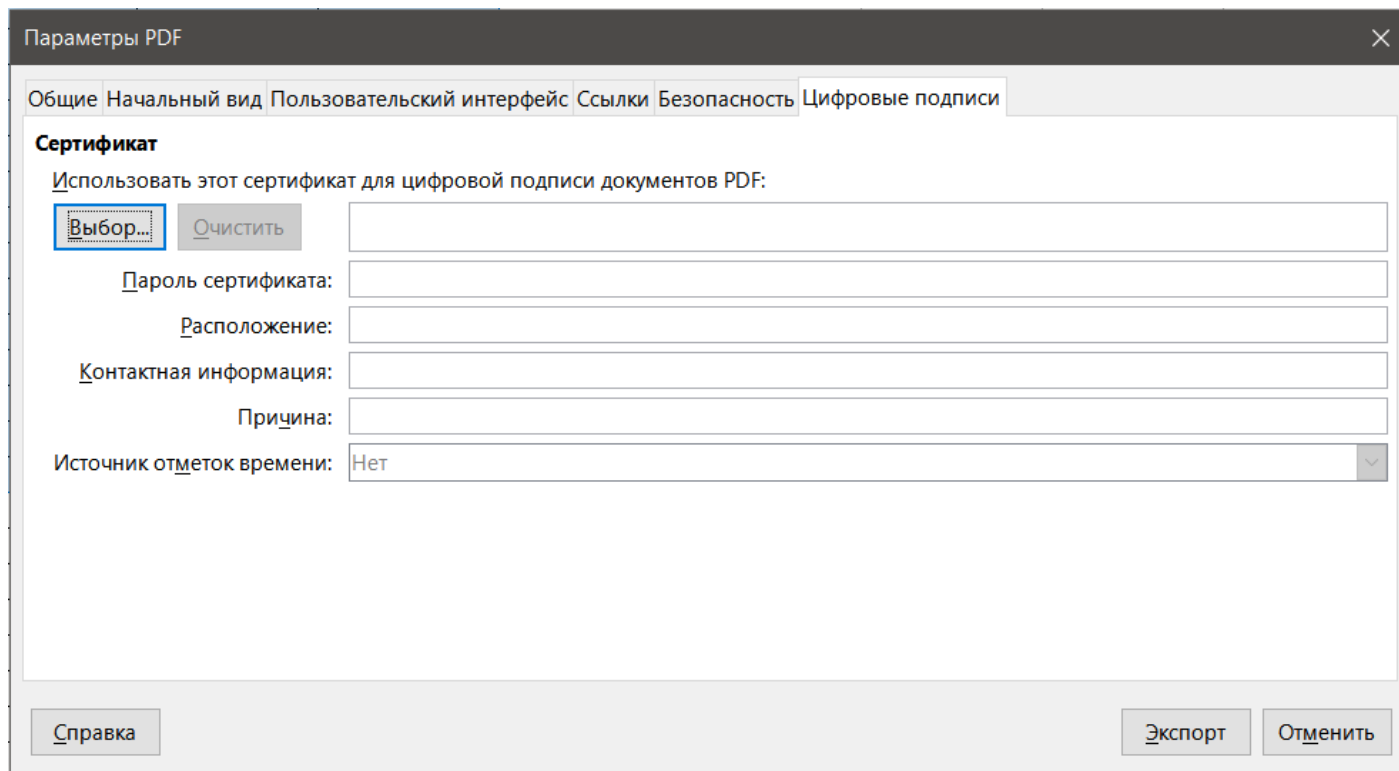 Параметры PDF
Общие Начальный вид Пользовательский интерфейс Ссылки Безопасность Цифровые подписи
Сертификат
Использовать этот сертификат для цифровой подписи документов PDF:
Выбор... Очистить
Пароль сертификата:
Расположение:
Контактная информация:
Причина:
Источник отметок времени: Нет
Справка Экспорт Отменить